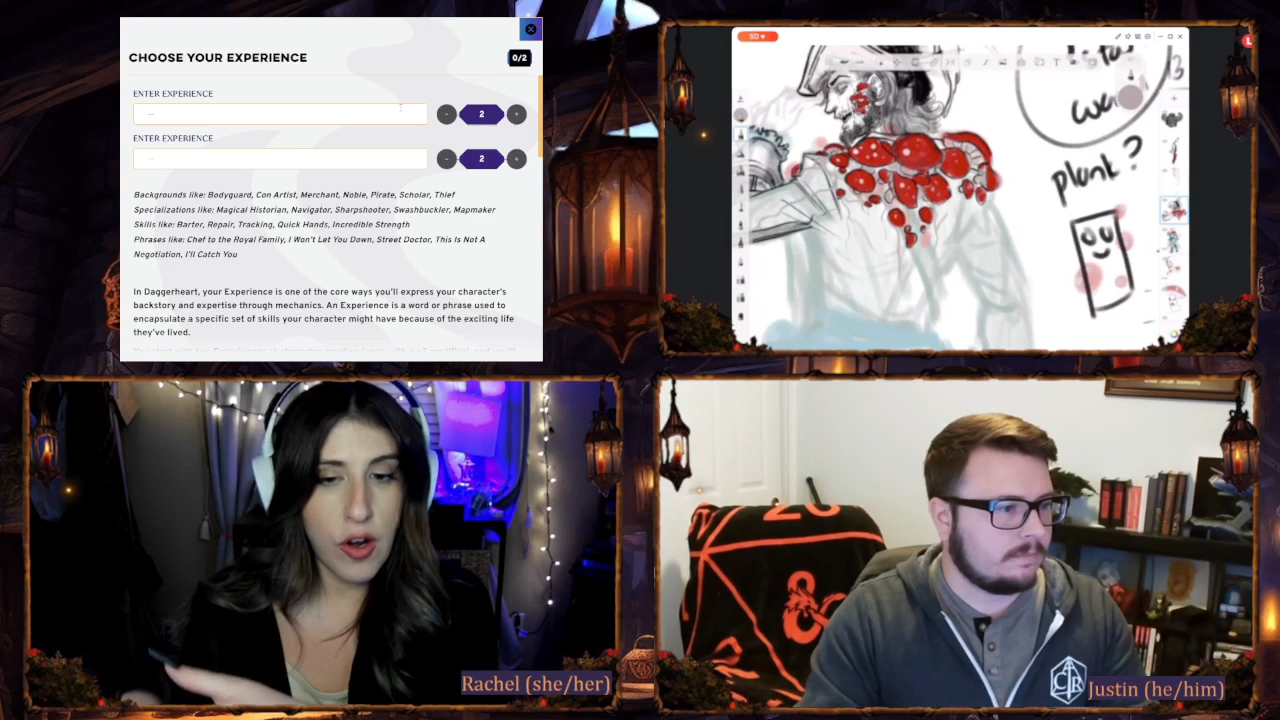 CHOOSE YOUR EXPERIENCE
0/2
ENTER EXPERIENCE
2
ENTER EXPERIENCE
2
Backgrounds like: Bodyguard, Con Artist, Merchant, Noble, Pirate, Scholar, Thief
Specializations like: Magical Historian, Navigator, Sharpshooter, Swashbuckler, Mapmaker
Skills like: Barter, Repair, Tracking, Quick Hands, Incredible Strength
Phrases like: Chef to the Royal Family, I Won't Let You Down, Street Doctor, This Is Not A
Negotiation, I'll Catch You
In Daggerheart, your Experience is one of the core ways you'll express your character's
backstory and expertise through mechanics. An Experience is a word or phrase used to
encapsulate a specific set of skills your character might have because of the exciting life
they've lived.
SD ♥
plank?
20
Rachel (she/her)
Justin (he/him)